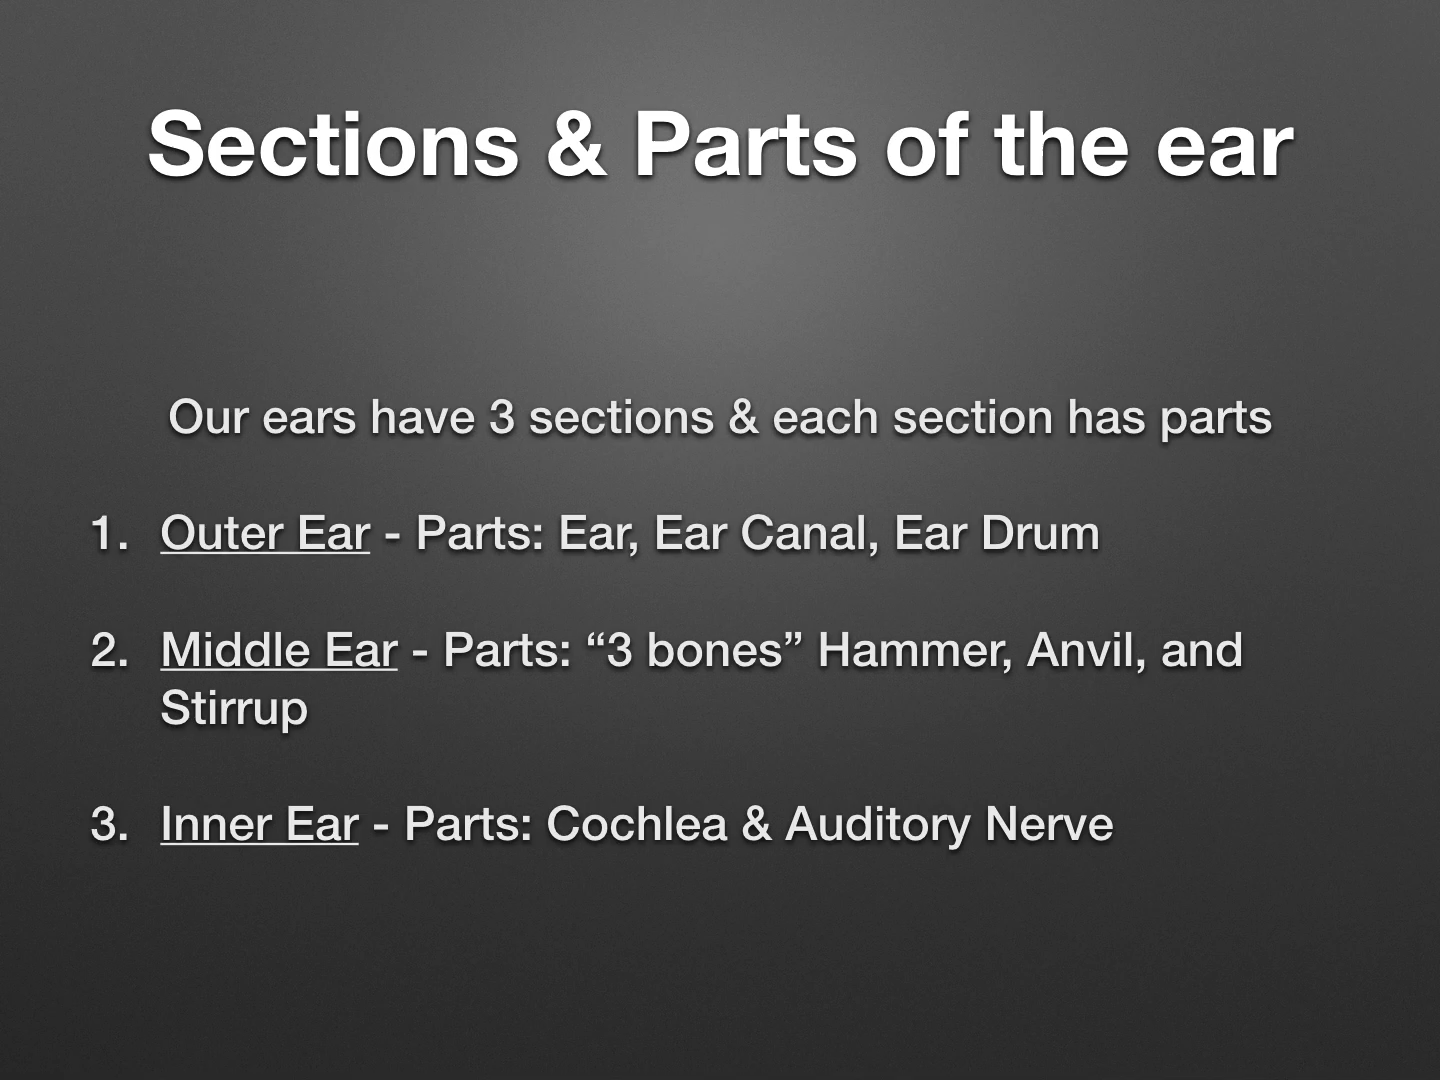 Sections & Parts of the ear
Our ears have 3 sections & each section has parts
1. Outer Ear - Parts: Ear, Ear Canal, Ear Drum
2. Middle Ear - Parts: “3 bones” Hammer, Anvil, and
Stirrup
3. Inner Ear - Parts: Cochlea & Auditory Nerve